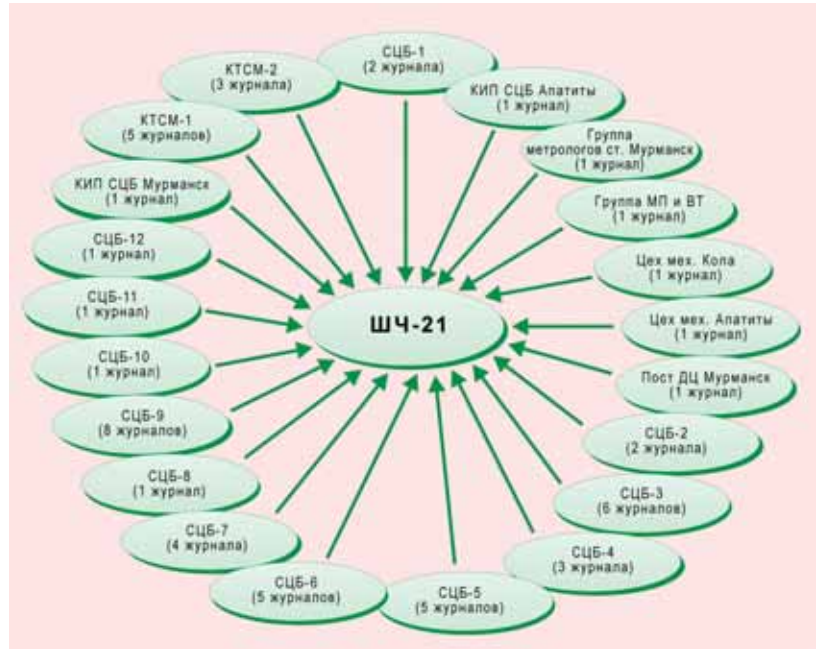 СЦБ-1
(2 журнала)
КИП СЦБ Апатиты
(1 журнал)
Группа
метрологов ст. Мурманск
(1 журнал)
Группа МП и ВТ
(1 журнал)
Цех мех. Кола
(1 журнал)
Цех мех. Апатиты
(1 журнал)
Пост ДЦ Мурманск
(1 журнал)
СЦБ-2
(2 журнала)
СЦБ-3
(6 журналов)
СЦБ-4
(3 журнала)
СЦБ-5
(5 журналов)
СЦБ-6
(5 журналов)
СЦБ-7
(4 журнала)
СЦБ-8
(1 журнал)
СЦБ-9
(8 журналов)
СЦБ-10
(1 журнал)
СЦБ-11
(1 журнал)
СЦБ-12
(1 журнал)
КИП СЦБ Мурманск
(1 журнал)
КТСМ-1
(5 журналов)
КТСМ-2
(3 журнала)
ШЧ-21